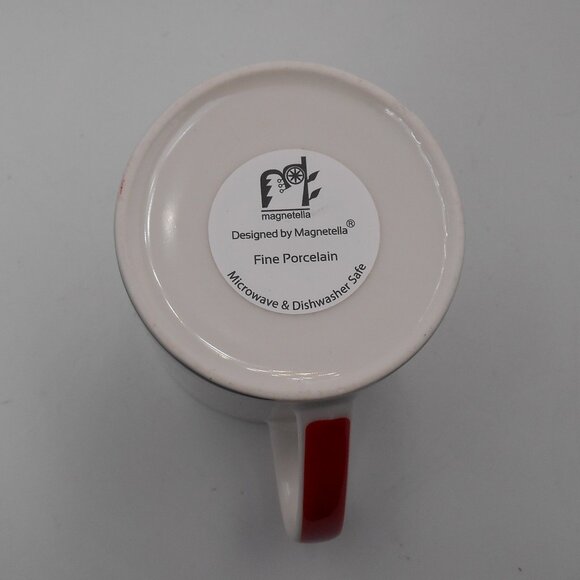 magnetella
Designed by Magnetella®
Fine Porcelain
Microwave & Dishwasher Safe